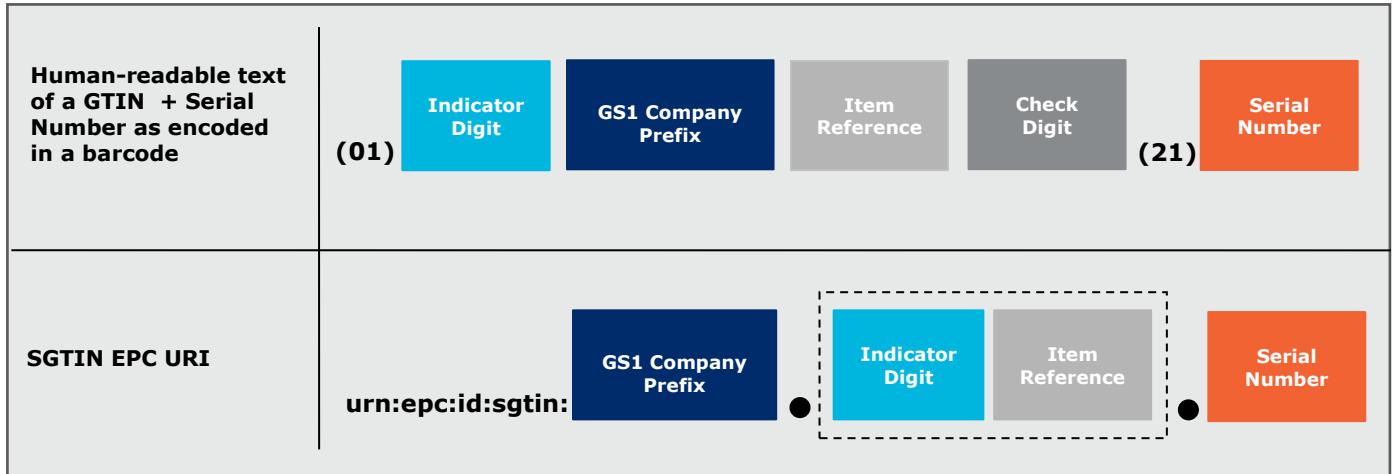 Human-readable text
of a GTIN + Serial
Number as encoded
in a barcode
(01)
Indicator
Digit
GS1 Company
Prefix
Item
Reference
Check
Digit
(21)
Serial
Number
SGTIN EPC URI
urn:epc:id:sgtin:
GS1 Company
Prefix
Indicator
Digit
Item
Reference
Serial
Number